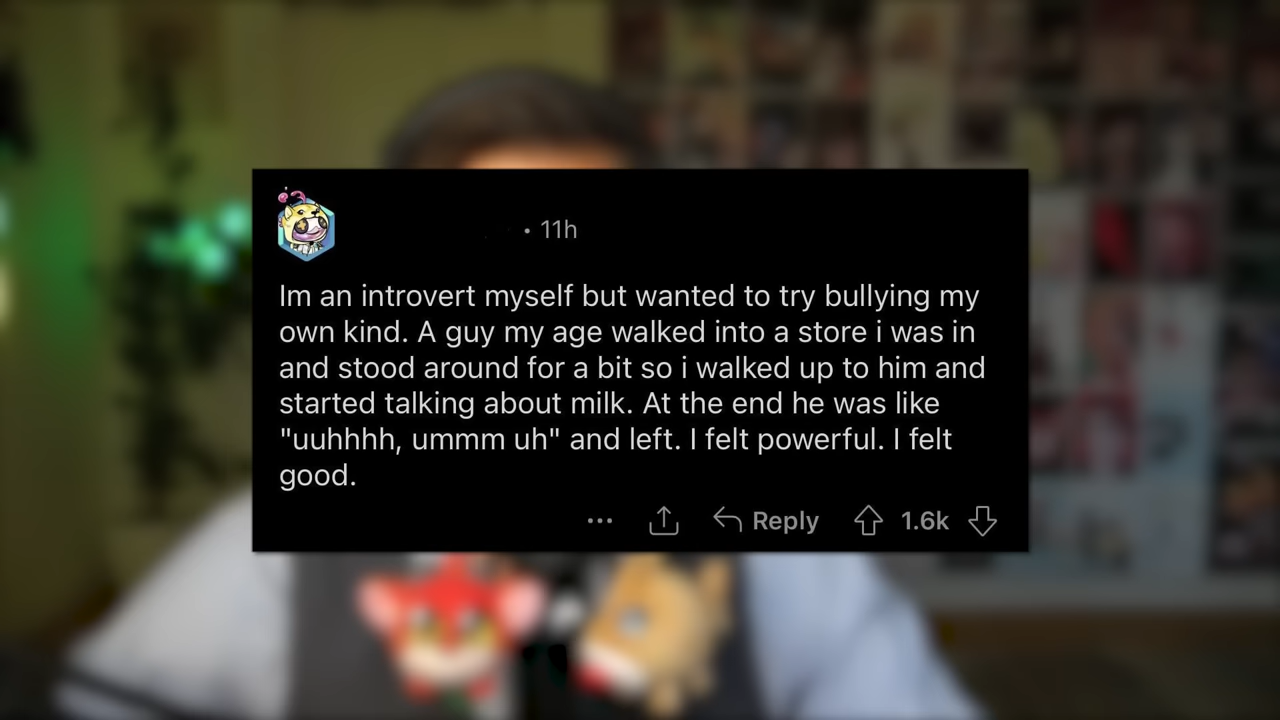 • 11h
Im an introvert myself but wanted to try bullying my
own kind. A guy my age walked into a store i was in
and stood around for a bit so i walked up to him and
started talking about milk. At the end he was like
"uuhhhh, ummm uh" and left. I felt powerful. I felt
good.
... Reply 1.6k